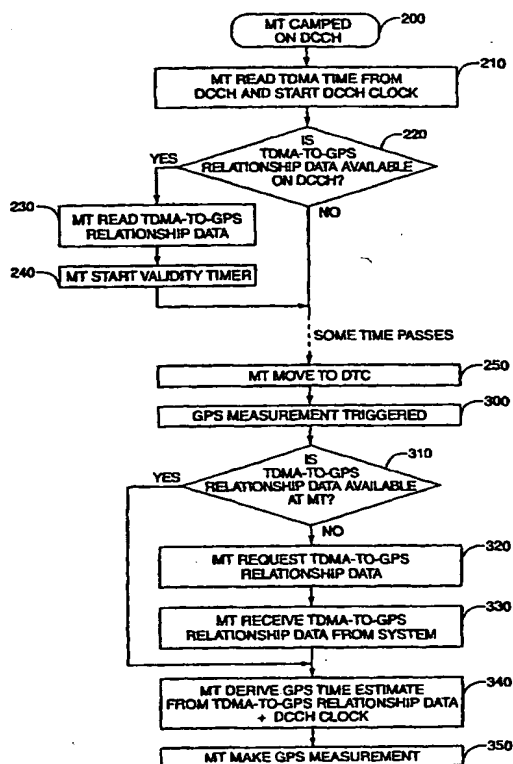 MT CAMPED
ON DCCH
200
MT READ TDMA TIME FROM
DCCH AND START DCCH CLOCK
210
IS
TDMA-TO-GPS
RELATIONSHIP DATA AVAILABLE
ON DCCH?
220
YES
NO
MT READ TDMA-TO-GPS
RELATIONSHIP DATA
230
MT START VALIDITY TIMER
240
SOME TIME PASSES
MT MOVE TO DTC
250
GPS MEASUREMENT TRIGGERED
300
IS
TDMA-TO-GPS
RELATIONSHIP DATA AVAILABLE
AT MT?
310
YES
NO
MT REQUEST TDMA-TO-GPS
RELATIONSHIP DATA
320
MT RECEIVE TDMA-TO-GPS
RELATIONSHIP DATA FROM SYSTEM
330
MT DERIVE GPS TIME ESTIMATE
FROM TDMA-TO-GPS RELATIONSHIP DATA
+ DCCH CLOCK
340
MT MAKE GPS MEASUREMENT
350